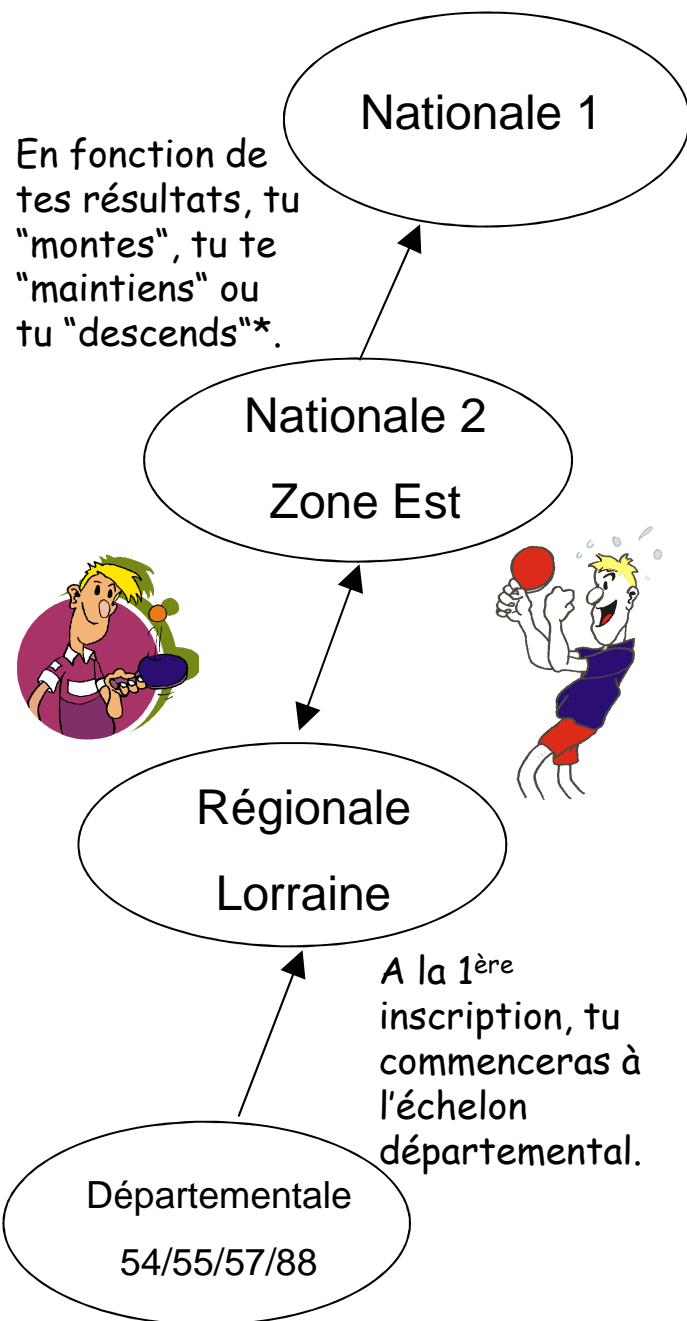 Nationale 1
En fonction de
tes résultats, tu
“montes“, tu te
“maintiens“ ou
tu “descends“*.
Nationale 2
Zone Est
Régionale
Lorraine
A la 1ère
inscription, tu
commenceras à
l’échelon
départemental.
Départementale
54/55/57/88